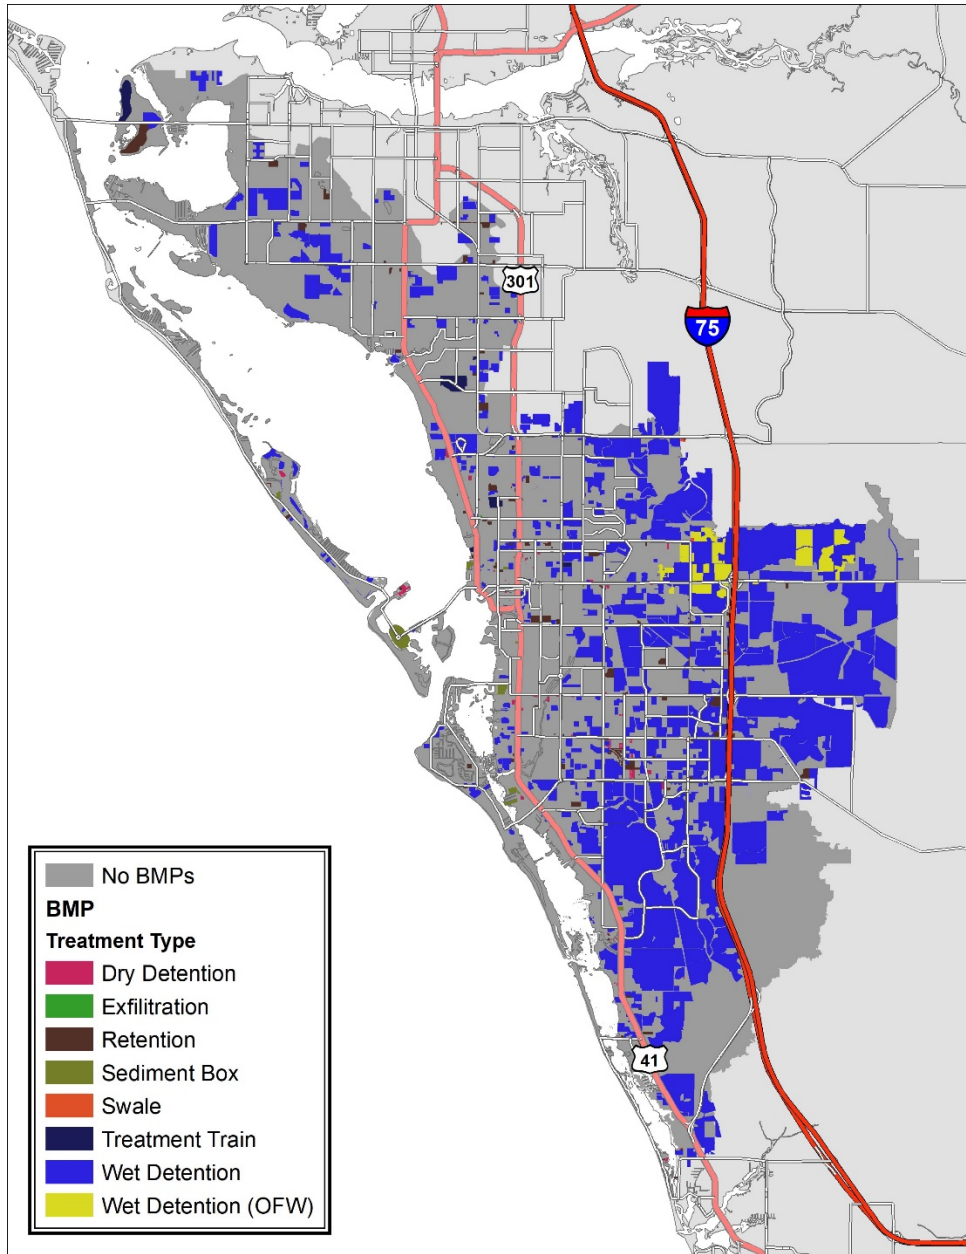 301
75
41
No BMPs
BMP
Treatment Type
Dry Detention
Exfiltration
Retention
Sediment Box
Swale
Treatment Train
Wet Detention
Wet Detention (OFW)